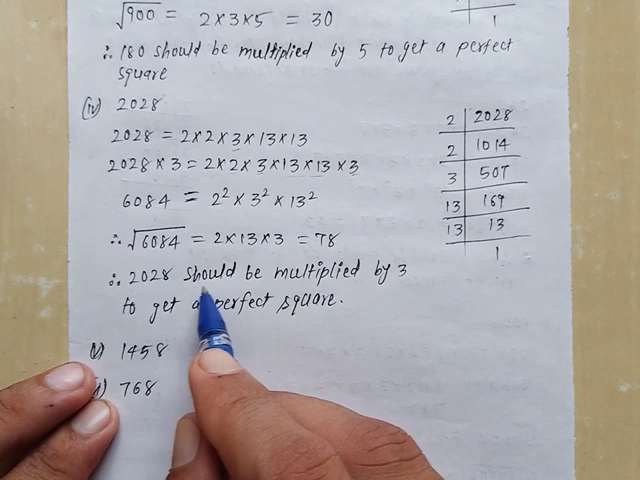 √900 = 2×3×5 = 30
1
∴ 180 should be multiplied by 5 to get a perfect
square
(iv) 2028
2028 = 2×2×3×13×13
2028×3 = 2×2×3×13×13×3
6084 = 2²×3²×13²
∴ √6084 = 2×13×3 = 78
∴ 2028 should be multiplied by 3
to get a perfect square.
2 2028
2 1014
3 507
13 169
13 13
1
1458
768